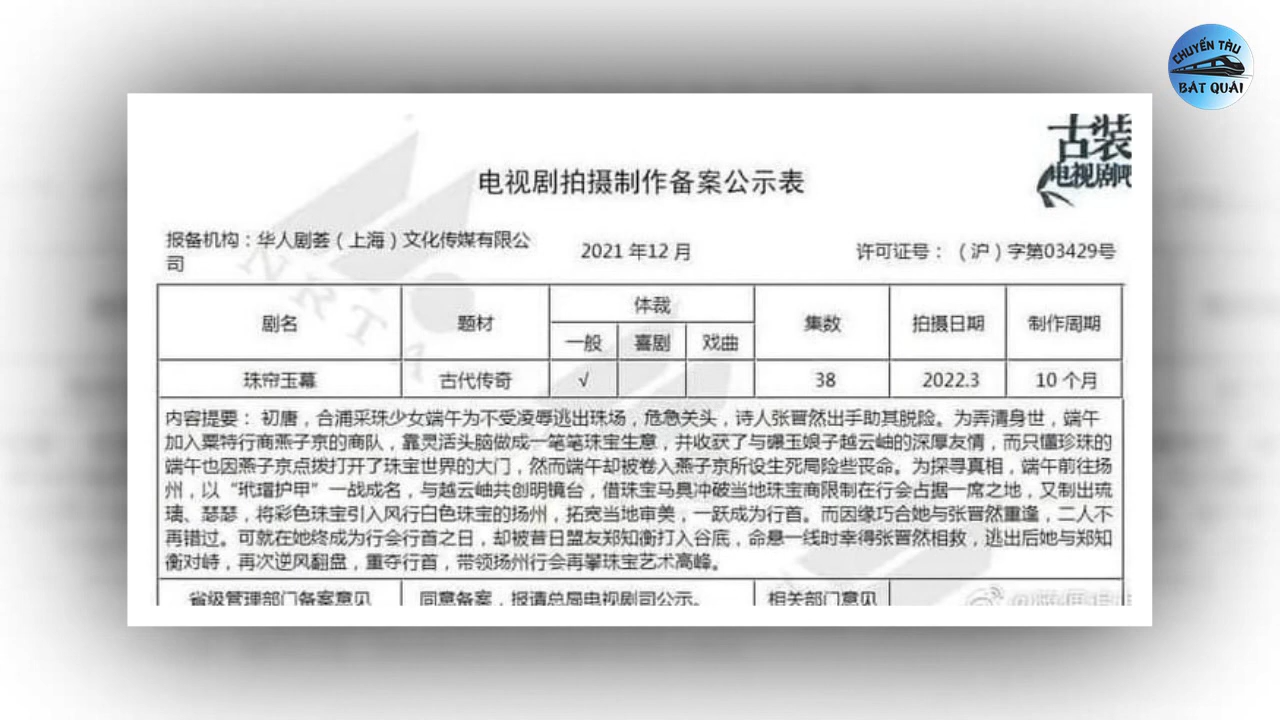 CHUYẾN TÀU
BÁT QUÁI
古装
电视剧吧
电视剧拍摄制作备案公示表
报备机构：华人剧荟（上海）文化传媒有限公
司
2021 年12 月
许可证号：（沪）字第03429号
剧名
题材
体裁
集数
拍摄日期
制作周期
一般
喜剧
戏曲
珠帘玉幕
古代传奇
√
38
2022.3
10 个月
内容提要： 初唐，合浦采珠少女端午为不受凌辱逃出珠场，危急关头，诗人张晋然出手助其脱险。为弄清身世，端午
加入粟特行商燕子京的商队，靠灵活头脑做成一笔笔珠宝生意，并收获了与碾玉娘子越云岫的深厚友情，而只懂珍珠的
端午也因燕子京点拨打开了珠宝世界的大门，然而端午却被卷入燕子京所设生死局险些丧命。为探寻真相，端午前往扬
州，以“玳瑁护甲”一战成名，与越云岫共创明镜台，借珠宝马具冲破当地珠宝商限制在行会占据一席之地，又制出琉
璃、瑟瑟，将彩色珠宝引入风行白色珠宝的扬州，拓宽当地审美，一跃成为行首。而因缘巧合她与张晋然重逢，二人不
再错过。可就在她终成为行会行首之日，却被昔日盟友郑知衡打入谷底，命悬一线时幸得张晋然相救，逃出后她与郑知
衡对峙，再次逆风翻盘，重夺行首，带领扬州行会再攀珠宝艺术高峰。
省级管理部门备案意见
同意备案，报请总局电视剧司公示。
相关部门意见
NRTA